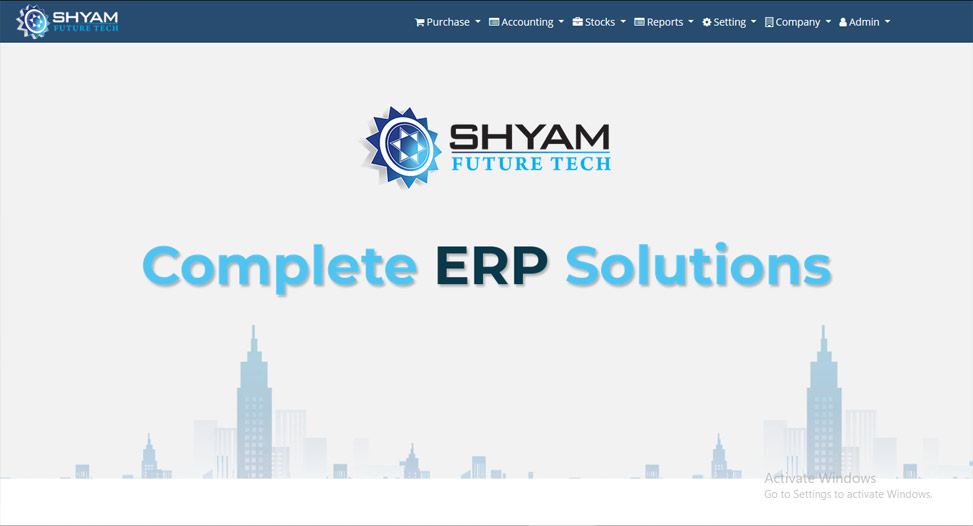 SHYAM
FUTURE TECH
Purchase Accounting Stocks Reports Setting Company Admin
SHYAM
FUTURE TECH
Complete ERP Solutions
Activate Windows
Go to Settings to activate Windows.